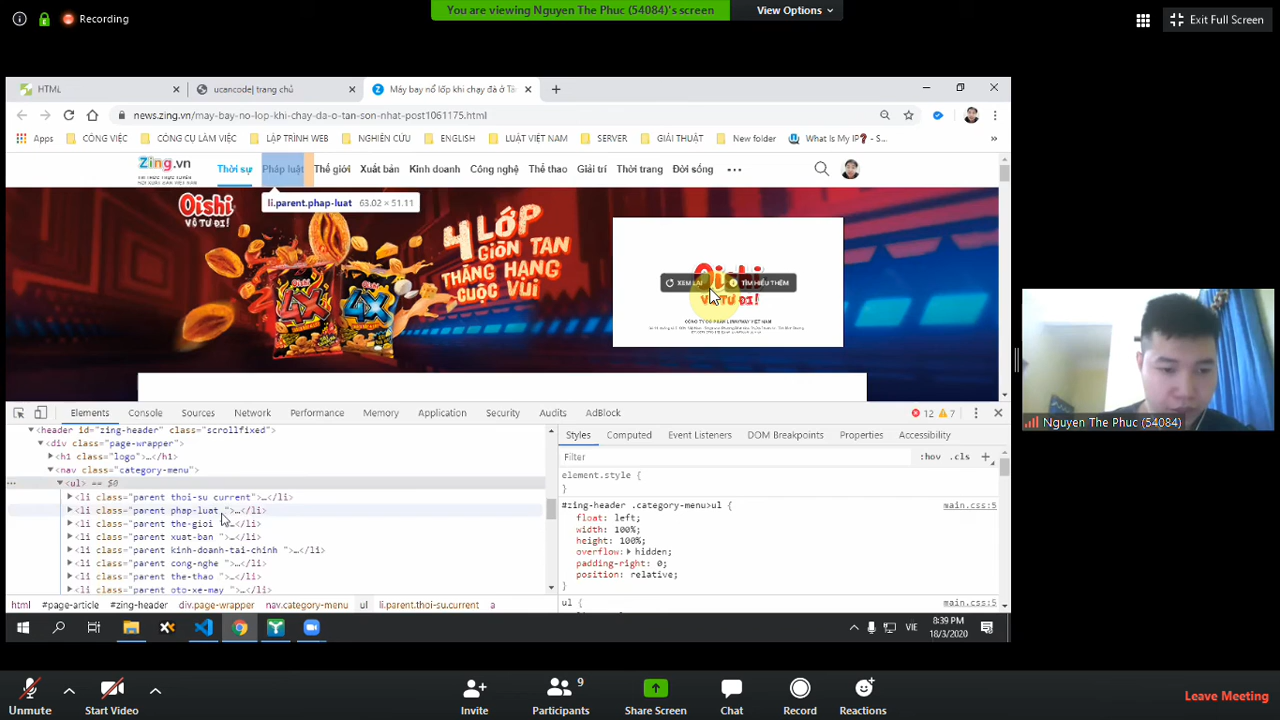 Recording
You are viewing Nguyen The Phuc (54084)'s screen
View Options
Exit Full Screen
HTML
ucancode| trang chủ
Máy bay nổ lốp khi chạy đà ở Tâ
news.zing.vn/may-bay-no-lop-khi-chay-da-o-tan-son-nhat-post1061175.html
Apps
CÔNG VIỆC
CÔNG CỤ LÀM VIỆC
LẬP TRÌNH WEB
NGHIÊN CỨU
ENGLISH
LUẬT VIỆT NAM
SERVER
GIẢI THUẬT
New folder
What Is My IP? - S...
»
Zing.vn
Thời sự
Pháp luật
Thế giới
Xuất bản
Kinh doanh
Công nghệ
Thể thao
Giải trí
Thời trang
Đời sống
•••
li.parent.phap-luat 63.02 × 51.11
Oishi
VÔ TƯ ĐI!
4 LỚP
GIÒN TAN
THĂNG HẠNG
CUỘC VUI
4X
4X
Oishi
XEM LẠI
TÌM HIỂU THÊM
VÔ TƯ ĐI!
Elements
Console
Sources
Network
Performance
Memory
Application
Security
Audits
AdBlock
12
7
<header id="zing-header" class="scrollfixed">
<div class="page-wrapper">
<h1 class="logo">…</h1>
<nav class="category-menu">
<ul> == $0
<li class="parent thoi-su current">…</li>
<li class="parent phap-luat ">…</li>
<li class="parent the-gioi ">…</li>
<li class="parent xuat-ban ">…</li>
<li class="parent kinh-doanh-tai-chinh ">…</li>
<li class="parent cong-nghe ">…</li>
<li class="parent the-thao ">…</li>
<li class="parent oto-xe-may ">…</li>
html
#page-article
#zing-header
div.page-wrapper
nav.category-menu
ul
li.parent.thoi-su.current
a
Styles
Computed
Event Listeners
DOM Breakpoints
Properties
Accessibility
Filter
:hov
.cls
+
element.style {
}
#zing-header .category-menu>ul {
main.css:5
float: left;
width: 100%;
height: 100%;
overflow: hidden;
padding-right: 0;
position: relative;
}
ul {
main.css:5
VIE
8:39 PM
18/3/2020
Nguyen The Phuc (54084)
Unmute
Start Video
Invite
9
Participants
Share Screen
Chat
Record
Reactions
Leave Meeting